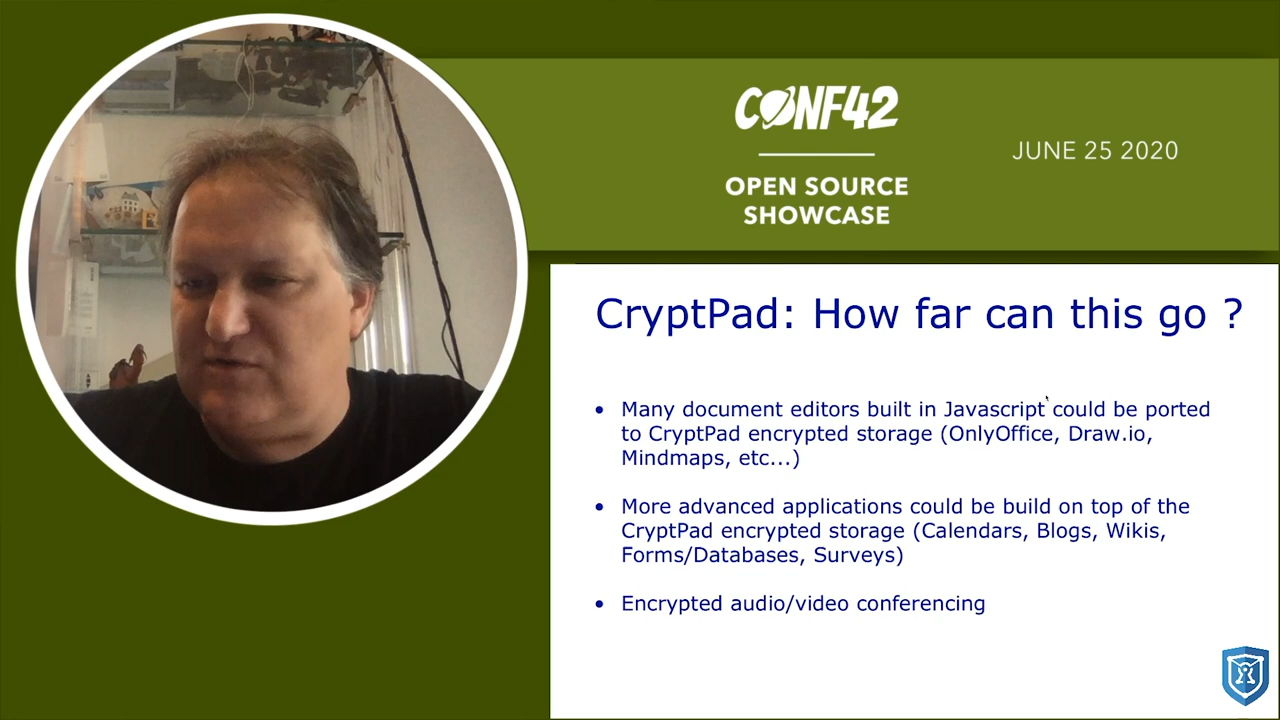 CONF42
OPEN SOURCE
SHOWCASE
JUNE 25 2020
CryptPad: How far can this go ?
• Many document editors built in Javascript could be ported
to CryptPad encrypted storage (OnlyOffice, Draw.io,
Mindmaps, etc...)
• More advanced applications could be build on top of the
CryptPad encrypted storage (Calendars, Blogs, Wikis,
Forms/Databases, Surveys)
• Encrypted audio/video conferencing